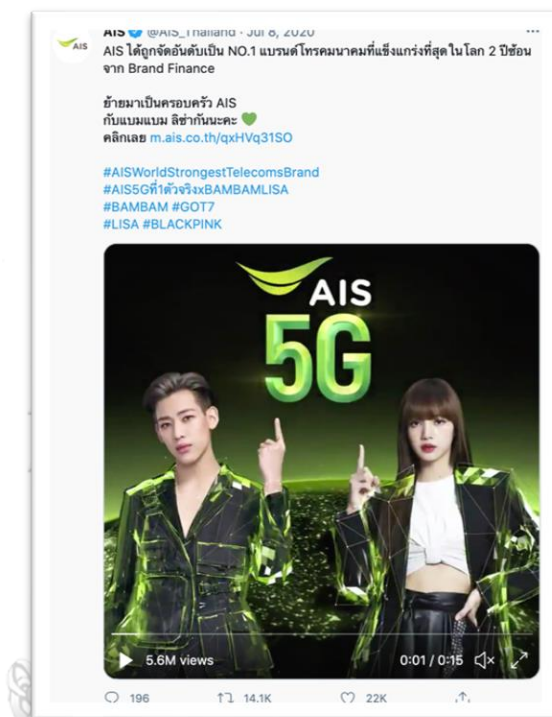 AIS @AIS_Thailand · Jul 8, 2020
AIS
AIS ได้ถูกจัดอันดับเป็น NO.1 แบรนด์โทรคมนาคมที่แข็งแกร่งที่สุดในโลก 2 ปีซ้อน
จาก Brand Finance
ย้ายมาเป็นครอบครัว AIS
กับแบมแบม ลิซ่ากันนะคะ 💚
คลิกเลย m.ais.co.th/qxHVq31SO
#AISWorldStrongestTelecomsBrand
#AIS5Gที่1ตัวจริงxBAMBAMLISA
#BAMBAM #GOT7
#LISA #BLACKPINK
AIS
5G
5.6M views
0:01 / 0:15
196
14.1K
22K